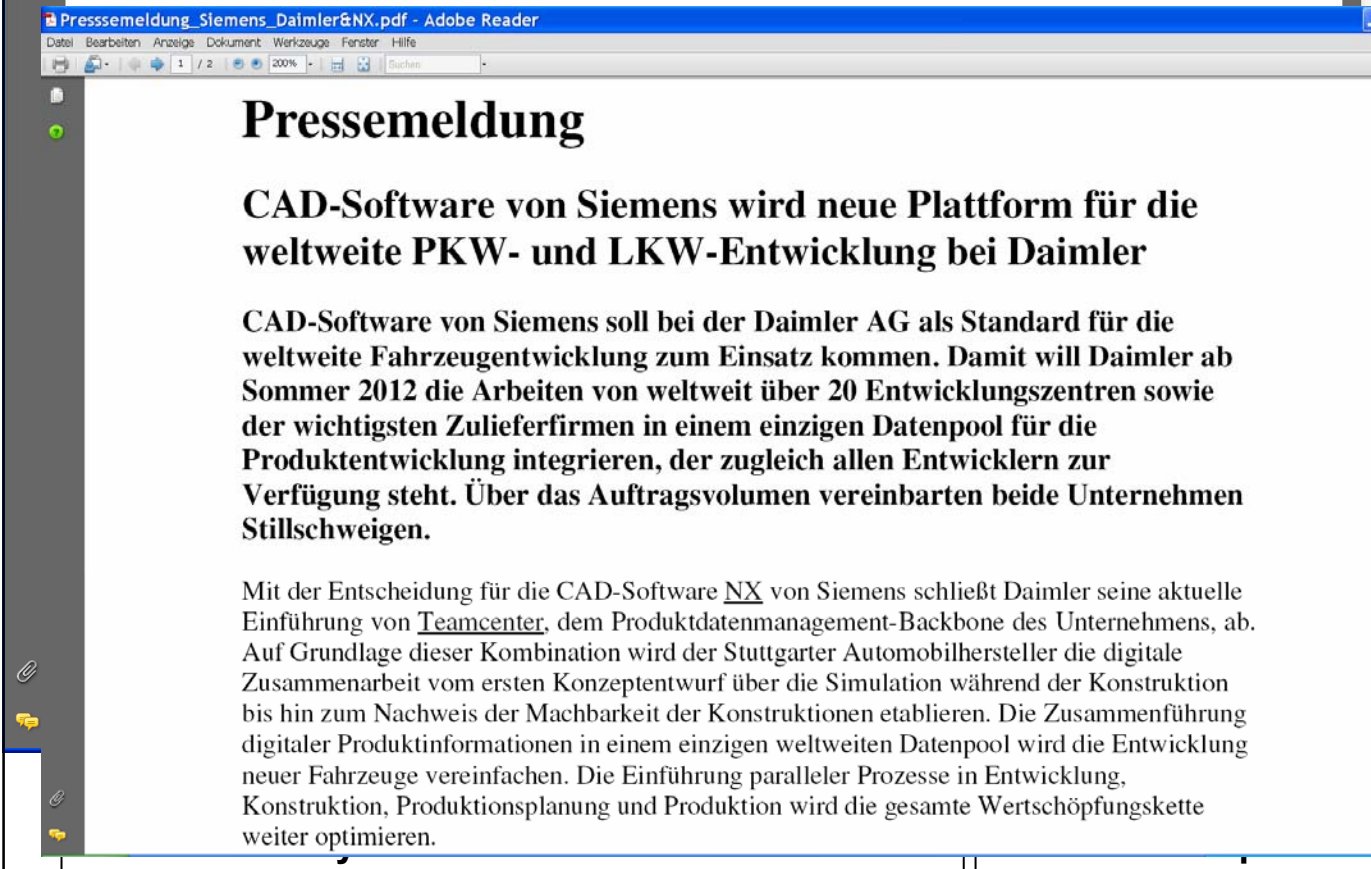 Presssemeldung_Siemens_Daimler&NX.pdf - Adobe Reader
Datei Bearbeiten Anzeige Dokument Werkzeuge Fenster Hilfe
1 / 2 200% Suchen
Pressemeldung
CAD-Software von Siemens wird neue Plattform für die
weltweite PKW- und LKW-Entwicklung bei Daimler
CAD-Software von Siemens soll bei der Daimler AG als Standard für die
weltweite Fahrzeugentwicklung zum Einsatz kommen. Damit will Daimler ab
Sommer 2012 die Arbeiten von weltweit über 20 Entwicklungszentren sowie
der wichtigsten Zulieferfirmen in einem einzigen Datenpool für die
Produktentwicklung integrieren, der zugleich allen Entwicklern zur
Verfügung steht. Über das Auftragsvolumen vereinbarten beide Unternehmen
Stillschweigen.
Mit der Entscheidung für die CAD-Software NX von Siemens schließt Daimler seine aktuelle
Einführung von Teamcenter, dem Produktdatenmanagement-Backbone des Unternehmens, ab.
Auf Grundlage dieser Kombination wird der Stuttgarter Automobilhersteller die digitale
Zusammenarbeit vom ersten Konzeptentwurf über die Simulation während der Konstruktion
bis hin zum Nachweis der Machbarkeit der Konstruktionen etablieren. Die Zusammenführung
digitaler Produktinformationen in einem einzigen weltweiten Datenpool wird die Entwicklung
neuer Fahrzeuge vereinfachen. Die Einführung paralleler Prozesse in Entwicklung,
Konstruktion, Produktionsplanung und Produktion wird die gesamte Wertschöpfungskette
weiter optimieren.